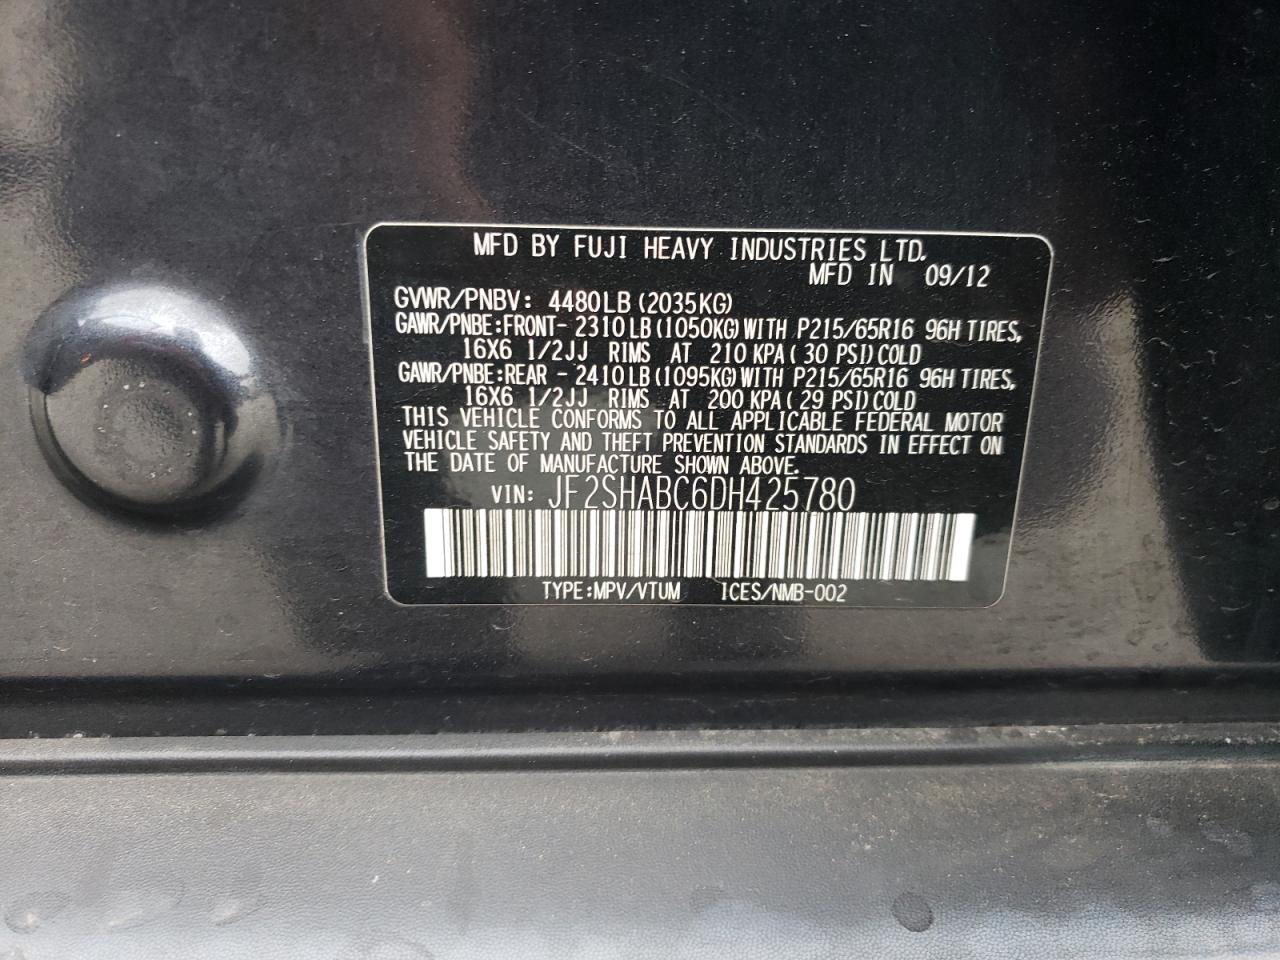 MFD BY FUJI HEAVY INDUSTRIES LTD.
MFD IN 09/12
GVWR/PNBV: 4480LB (2035KG)
GAWR/PNBE:FRONT- 2310LB (1050KG) WITH P215/65R16 96H TIRES,
16X6 1/2JJ RIMS AT 210 KPA( 30 PSI)COLD
GAWR/PNBE:REAR - 2410LB (1095KG) WITH P215/65R16 96H TIRES,
16X6 1/2JJ RIMS AT 200 KPA( 29 PSI)COLD
THIS VEHICLE CONFORMS TO ALL APPLICABLE FEDERAL MOTOR
VEHICLE SAFETY AND THEFT PREVENTION STANDARDS IN EFFECT ON
THE DATE OF MANUFACTURE SHOWN ABOVE.
VIN: JF2SHABC6DH425780
TYPE:MPV/VTUM ICES/NMB-002